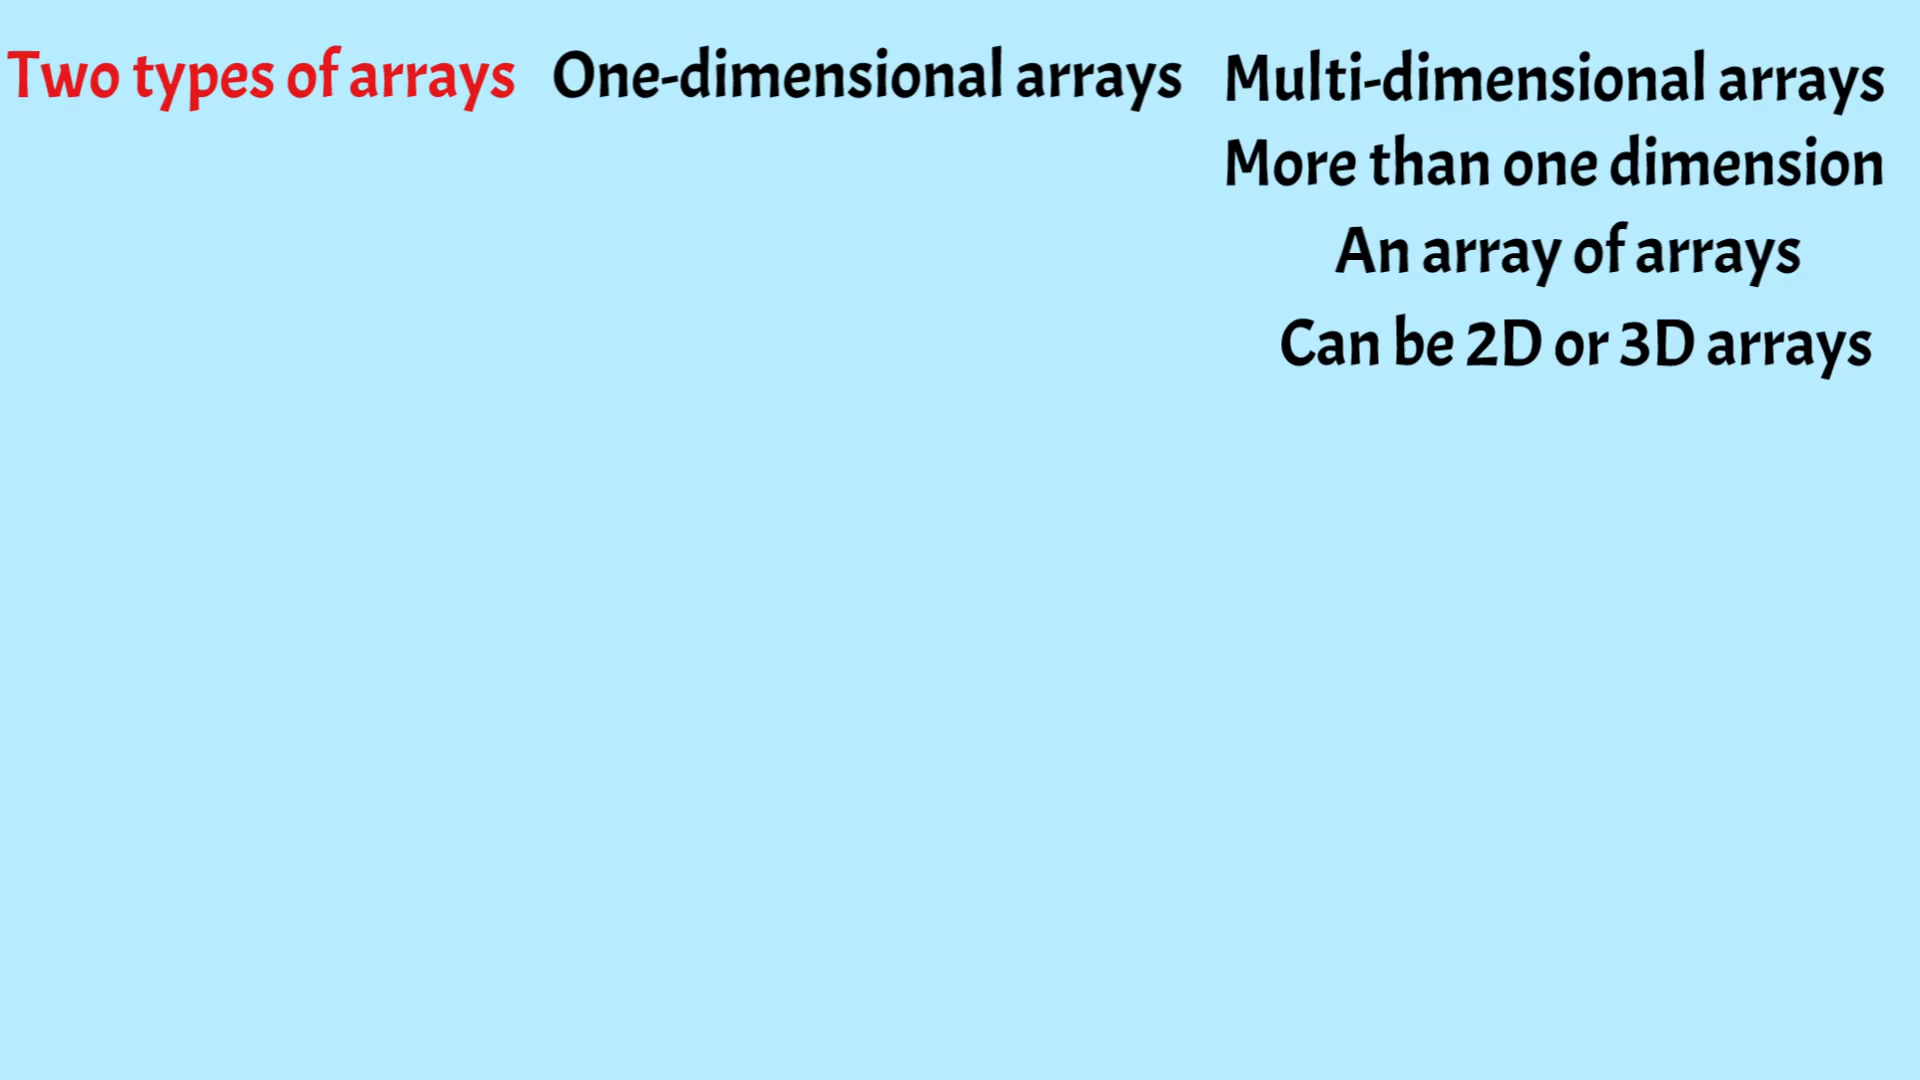 Two types of arrays
One-dimensional arrays
Multi-dimensional arrays
More than one dimension
An array of arrays
Can be 2D or 3D arrays